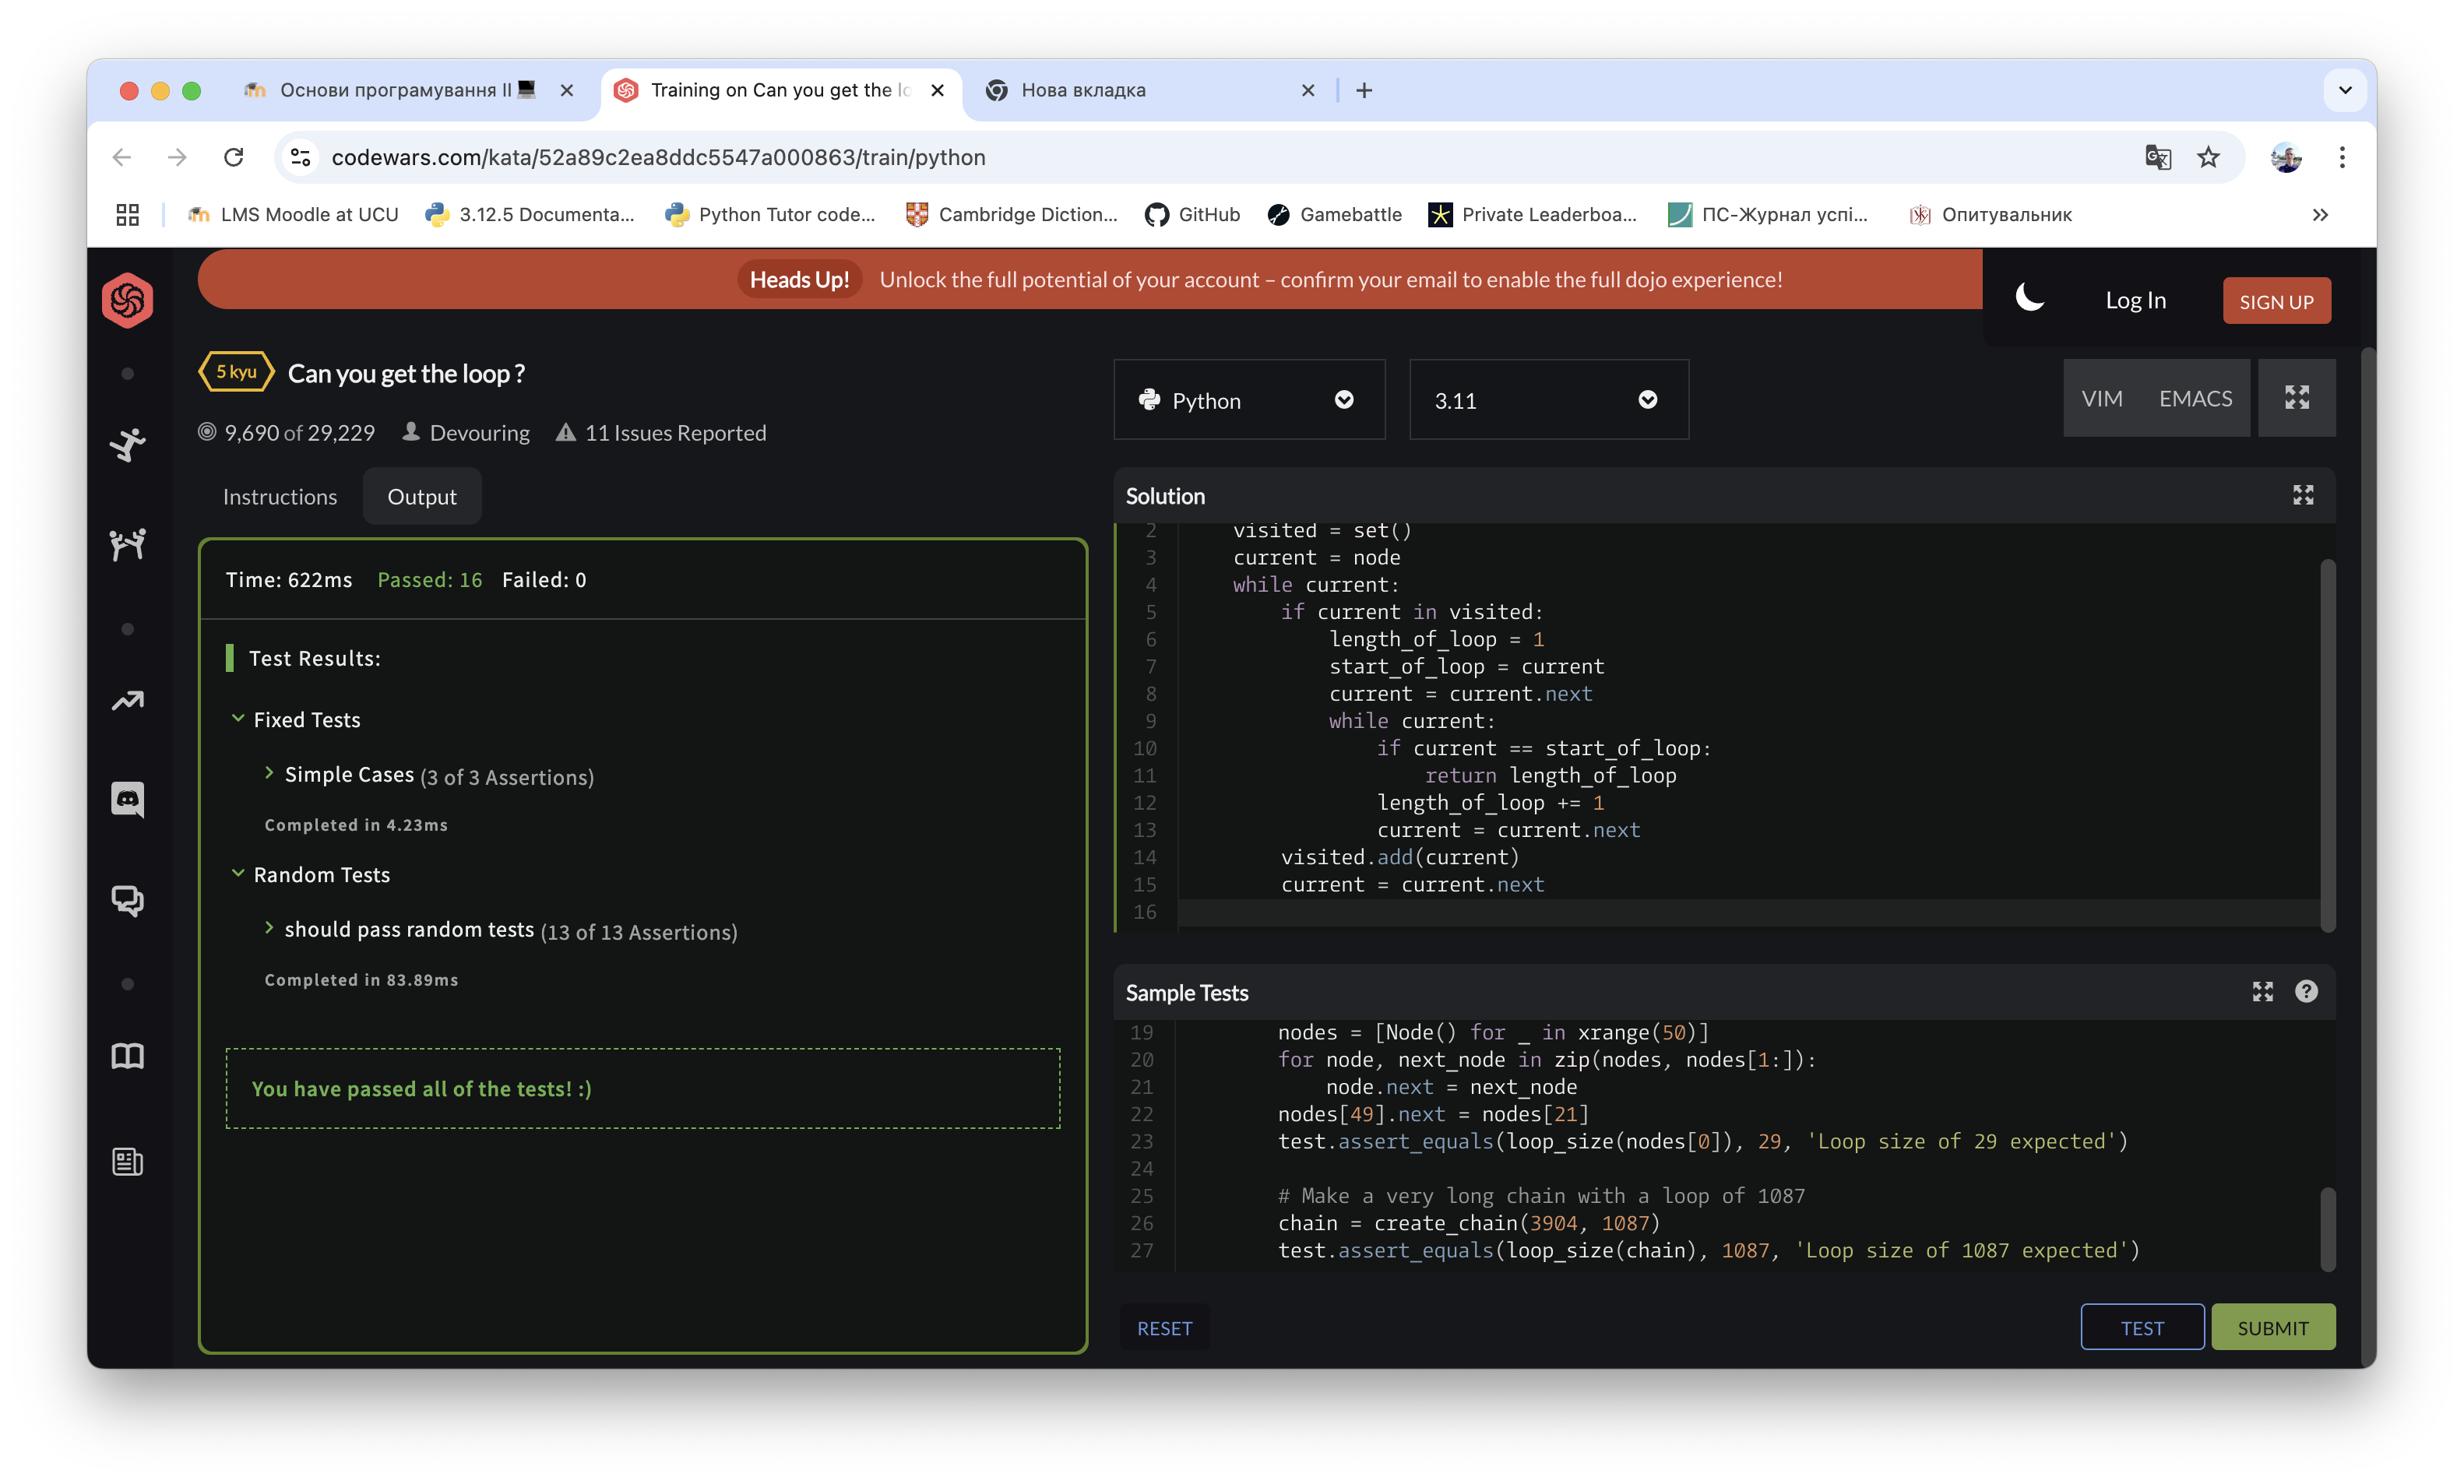 Основи програмування II
Training on Can you get the lo
Нова вкладка
codewars.com/kata/52a89c2ea8ddc5547a000863/train/python
LMS Moodle at UCU
3.12.5 Documenta...
Python Tutor code...
Cambridge Diction...
GitHub
Gamebattle
Private Leaderboa...
ПС-Журнал успі...
Опитувальник
Heads Up! Unlock the full potential of your account – confirm your email to enable the full dojo experience!
Log In
SIGN UP
5 kyu
Can you get the loop ?
9,690 of 29,229 Devouring 11 Issues Reported
Instructions
Output
Time: 622ms Passed: 16 Failed: 0
Test Results:
Fixed Tests
Simple Cases (3 of 3 Assertions)
Completed in 4.23ms
Random Tests
should pass random tests (13 of 13 Assertions)
Completed in 83.89ms
You have passed all of the tests! :)
Python
3.11
VIM
EMACS
Solution
2 visited = set()
3 current = node
4 while current:
5 if current in visited:
6 length_of_loop = 1
7 start_of_loop = current
8 current = current.next
9 while current:
10 if current == start_of_loop:
11 return length_of_loop
12 length_of_loop += 1
13 current = current.next
14 visited.add(current)
15 current = current.next
16
Sample Tests
19 nodes = [Node() for _ in xrange(50)]
20 for node, next_node in zip(nodes, nodes[1:]):
21 node.next = next_node
22 nodes[49].next = nodes[21]
23 test.assert_equals(loop_size(nodes[0]), 29, 'Loop size of 29 expected')
24
25 # Make a very long chain with a loop of 1087
26 chain = create_chain(3904, 1087)
27 test.assert_equals(loop_size(chain), 1087, 'Loop size of 1087 expected')
RESET
TEST
SUBMIT